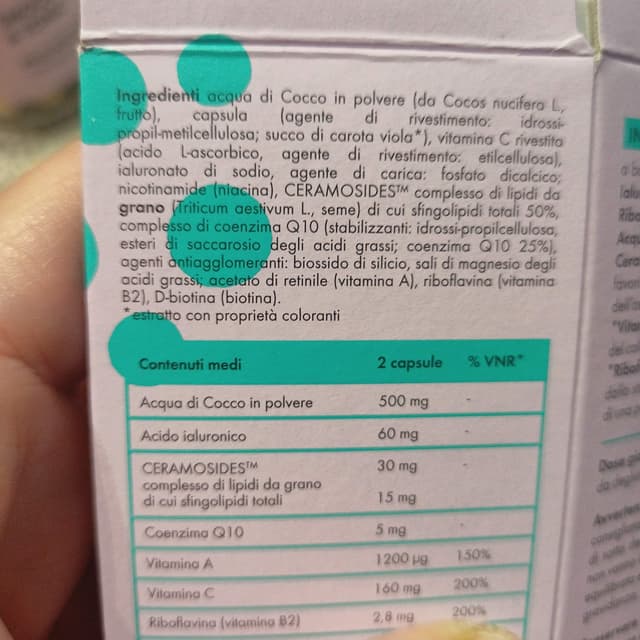 Ingredienti acqua di Cocco in polvere (da Cocos nucifera L,
frutto), capsula (agente di rivestimento: idrossi-
propil-metilcellulosa; succo di carota viola*), vitamina C rivestita
(acido L-ascorbico, agente di rivestimento: etilcellulosa),
ialuronato di sodio, agente di carica: fosfato dicalcico;
nicotinamide (niacina), CERAMOSIDES™ complesso di lipidi da
grano (Triticum aestivum L., seme) di cui sfingolipidi totali 50%,
complesso di coenzima Q10 (stabilizzanti: idrossi-propilcellulosa,
esteri di saccarosio degli acidi grassi; coenzima Q10 25%),
agenti antiagglomeranti: biossido di silicio, sali di magnesio degli
acidi grassi; acetato di retinile (vitamina A), riboflavina (vitamina
B2), D-biotina (biotina).
*estratto con proprietà coloranti
Contenuti medi 2 capsule % VNR*
Acqua di Cocco in polvere 500 mg -
Acido ialuronico 60 mg -
CERAMOSIDES™ 30 mg -
complesso di lipidi da grano
di cui sfingolipidi totali 15 mg
Coenzima Q10 5 mg -
Vitamina A 1200 µg 150%
Vitamina C 160 mg 200%
Riboflavina (vitamina B2) 2,8 mg 200%